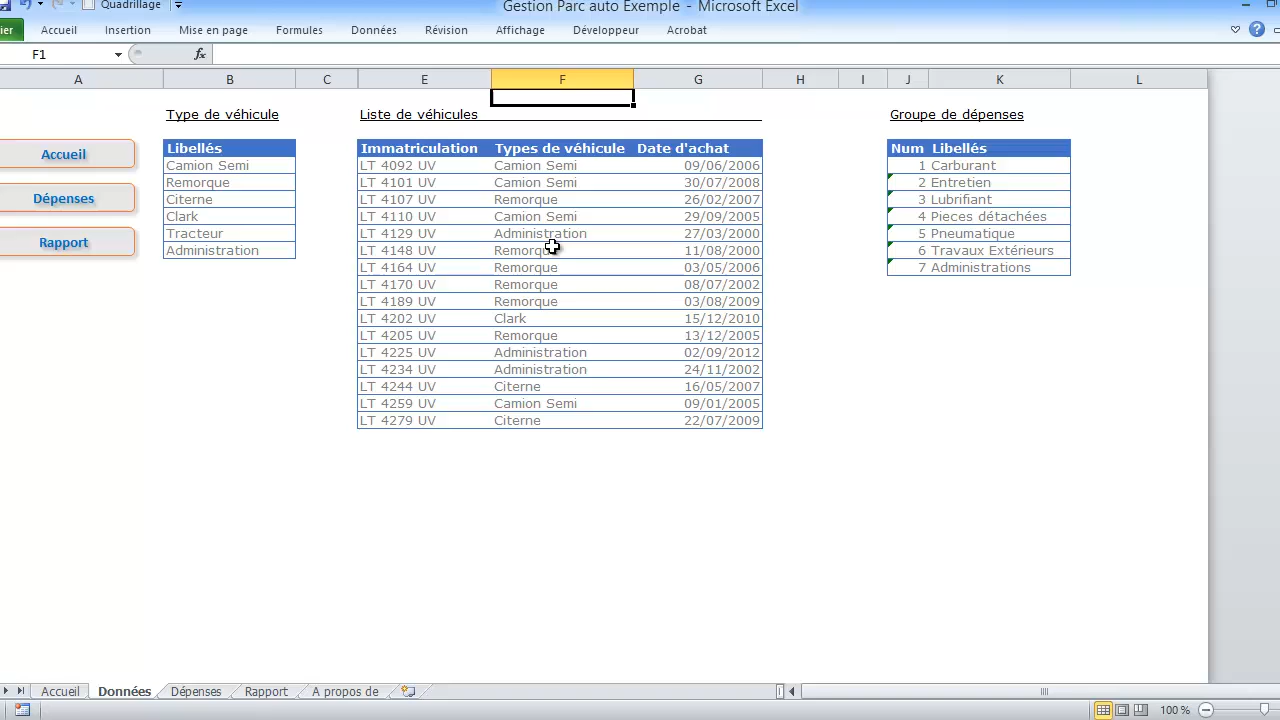 Quadrillage
Gestion Parc auto Exemple - Microsoft Excel
ier Accueil Insertion Mise en page Formules Données Révision Affichage Développeur Acrobat
F1 fx
A B C E F G H I J K L
Type de véhicule Liste de véhicules Groupe de dépenses
Accueil
Dépenses
Rapport
Libellés
Camion Semi
Remorque
Citerne
Clark
Tracteur
Administration
Immatriculation Types de véhicule Date d'achat
LT 4092 UV Camion Semi 09/06/2006
LT 4101 UV Camion Semi 30/07/2008
LT 4107 UV Remorque 26/02/2007
LT 4110 UV Camion Semi 29/09/2005
LT 4129 UV Administration 27/03/2000
LT 4148 UV Remorque 11/08/2000
LT 4164 UV Remorque 03/05/2006
LT 4170 UV Remorque 08/07/2002
LT 4189 UV Remorque 03/08/2009
LT 4202 UV Clark 15/12/2010
LT 4205 UV Remorque 13/12/2005
LT 4225 UV Administration 02/09/2012
LT 4234 UV Administration 24/11/2002
LT 4244 UV Citerne 16/05/2007
LT 4259 UV Camion Semi 09/01/2005
LT 4279 UV Citerne 22/07/2009
Num Libellés
1 Carburant
2 Entretien
3 Lubrifiant
4 Pieces détachées
5 Pneumatique
6 Travaux Extérieurs
7 Administrations
Accueil Données Dépenses Rapport A propos de
100 %